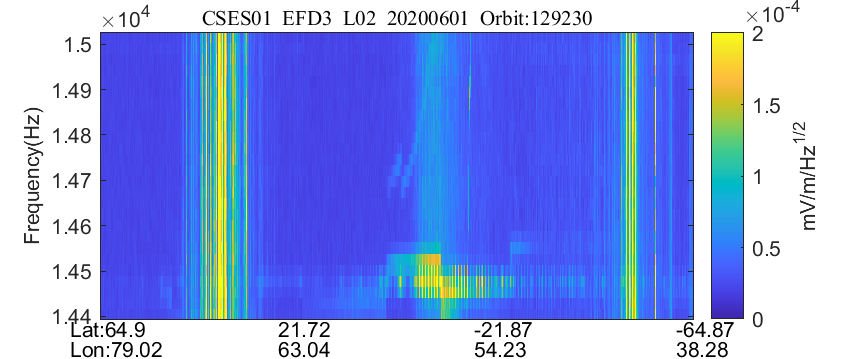 ×10⁴ CSES01 EFD3 L02 20200601 Orbit:129230 ×10⁻⁴
1.5
1.49
1.48
1.47
1.46
1.45
1.44
Frequency(Hz)
Lat:64.9 21.72 -21.87 -64.87
Lon:79.02 63.04 54.23 38.28
2
1.5
1
0.5
0
mV/m/Hz^1/2